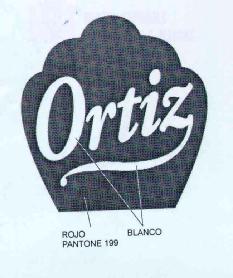 Ortiz
ROJO
PANTONE 199
BLANCO